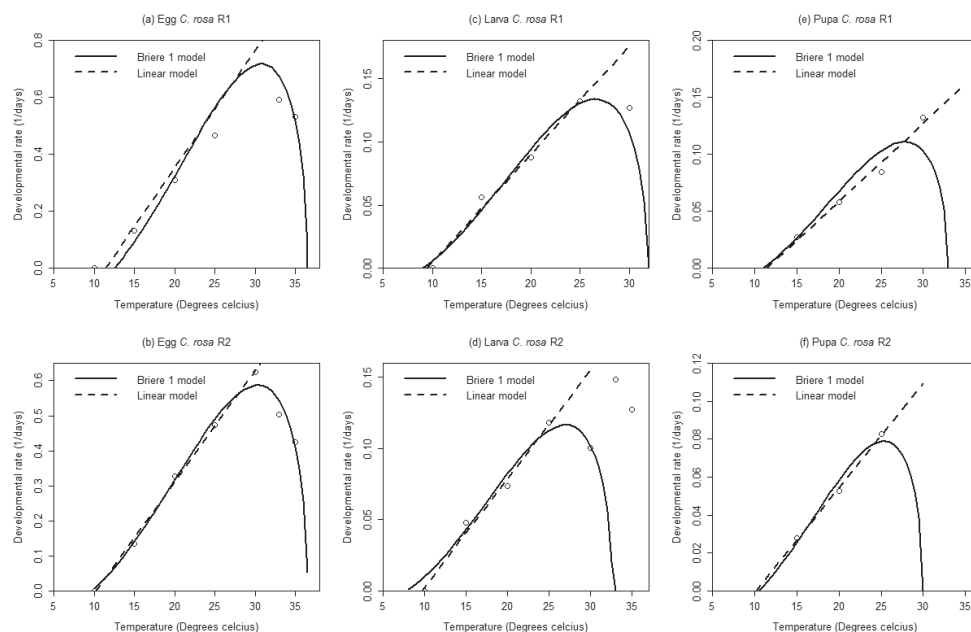 (a) Egg C. rosa R1
Developmental rate (1/days)
0.0 0.2 0.4 0.6 0.8
Briere 1 model
Linear model
5 10 15 20 25 30 35
Temperature (Degrees celcius)
(c) Larva C. rosa R1
Developmental rate (1/days)
0.00 0.05 0.10 0.15
Briere 1 model
Linear model
5 10 15 20 25 30
Temperature (Degrees celcius)
(e) Pupa C. rosa R1
Developmental rate (1/days)
0.00 0.05 0.10 0.15 0.20
Briere 1 model
Linear model
5 10 15 20 25 30 35
Temperature (Degrees celcius)
(b) Egg C. rosa R2
Developmental rate (1/days)
0.0 0.1 0.2 0.3 0.4 0.5 0.6
Briere 1 model
Linear model
5 10 15 20 25 30 35
Temperature (Degrees celcius)
(d) Larva C. rosa R2
Developmental rate (1/days)
0.00 0.05 0.10 0.15
Briere 1 model
Linear model
5 10 15 20 25 30 35
Temperature (Degrees celcius)
(f) Pupa C. rosa R2
Developmental rate (1/days)
0.00 0.02 0.04 0.06 0.08 0.10 0.12
Briere 1 model
Linear model
5 10 15 20 25 30 35
Temperature (Degrees celcius)